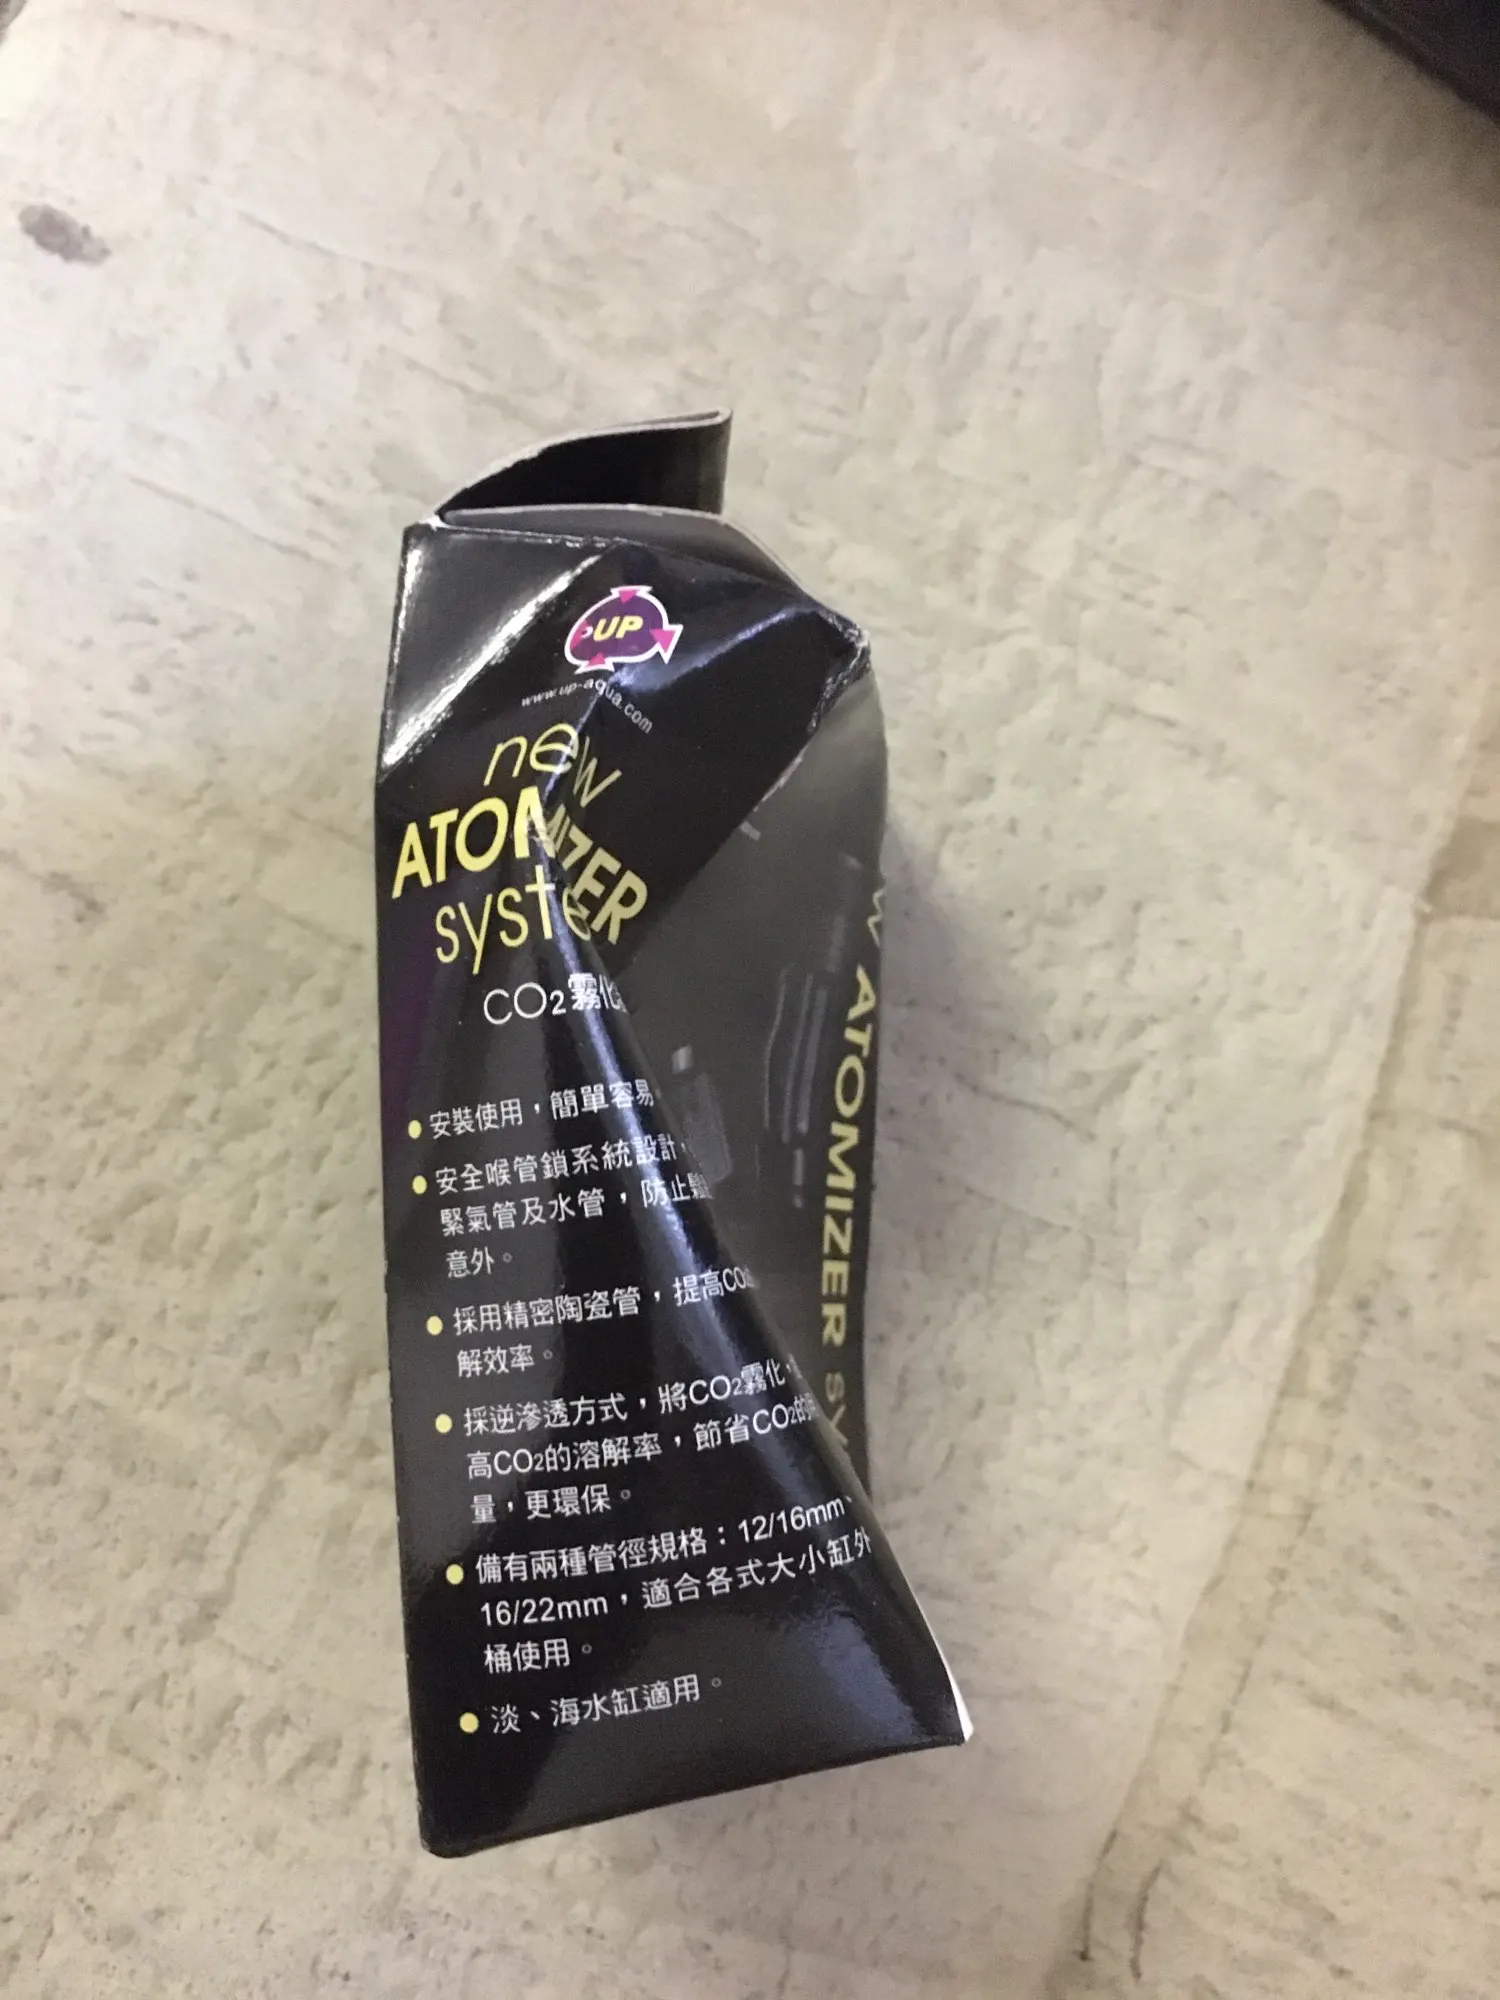 UP
www.up-aqua.com
new
ATOMIZER
syste
CO2霧化
● 安裝使用，簡單容易
● 安全喉管鎖系統設計，
緊氣管及水管，防止
意外。
● 採用精密陶瓷管，提高CO2
解效率。
● 採逆滲透方式，將CO2霧化，
高CO2的溶解率，節省CO2的
量，更環保。
● 備有兩種管徑規格：12/16mm、
16/22mm，適合各式大小缸外
桶使用。
● 淡、海水缸適用。
W ATOMIZER SY